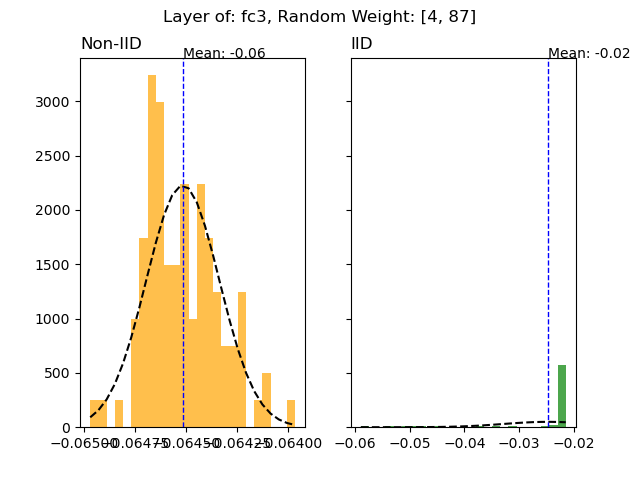 Layer of: fc3, Random Weight: [4, 87]
Non-IID
Mean: -0.06
IID
Mean: -0.02
3000
2500
2000
1500
1000
500
0
−0.06500 −0.06475 −0.06450 −0.06425 −0.06400
−0.06 −0.05 −0.04 −0.03 −0.02